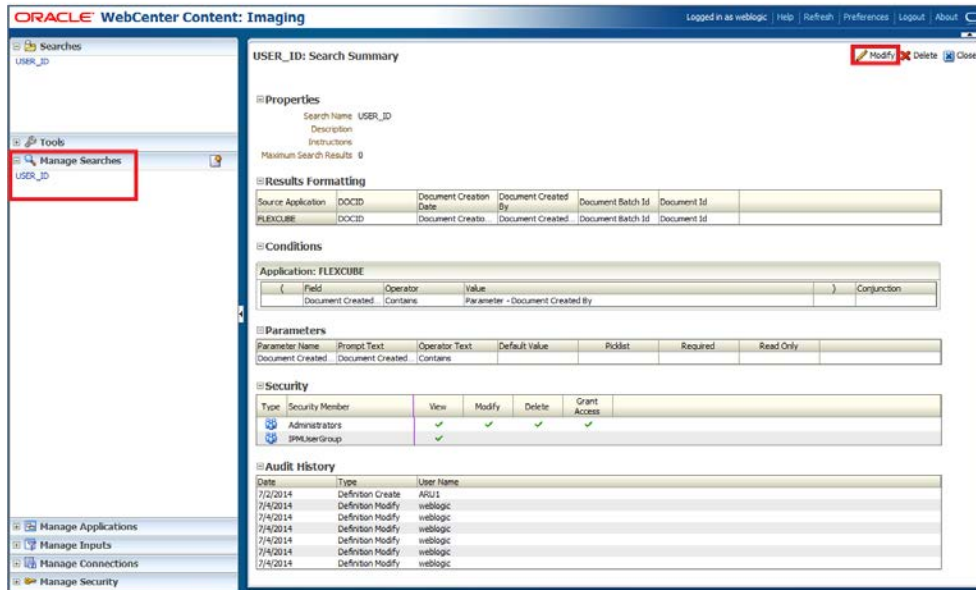 ORACLE WebCenter Content: Imaging
Logged in as weblogic Help Refresh Preferences Logout About
Searches
USER_ID
Tools
Manage Searches
USER_ID
Manage Applications
Manage Inputs
Manage Connections
Manage Security
USER_ID: Search Summary
Modify Delete Close
Properties
Search Name USER_ID
Description
Instructions
Maximum Search Results 0
Results Formatting
Source Application DOCID Document Creation Date Document Created By Document Batch Id Document Id
FLEXCUBE DOCID Document Creatio... Document Created... Document Batch Id Document Id
Conditions
Application: FLEXCUBE
( Field Operator Value ) Conjunction
Document Created... Contains Parameter - Document Created By
Parameters
Parameter Name Prompt Text Operator Text Default Value Picklist Required Read Only
Document Created... Document Created... Contains
Security
Type Security Member View Modify Delete Grant Access
Administrators
IPMUserGroup
Audit History
Date Type User Name
7/2/2014 Definition Create ARU1
7/4/2014 Definition Modify weblogic
7/4/2014 Definition Modify weblogic
7/4/2014 Definition Modify weblogic
7/4/2014 Definition Modify weblogic
7/4/2014 Definition Modify weblogic
7/4/2014 Definition Modify weblogic